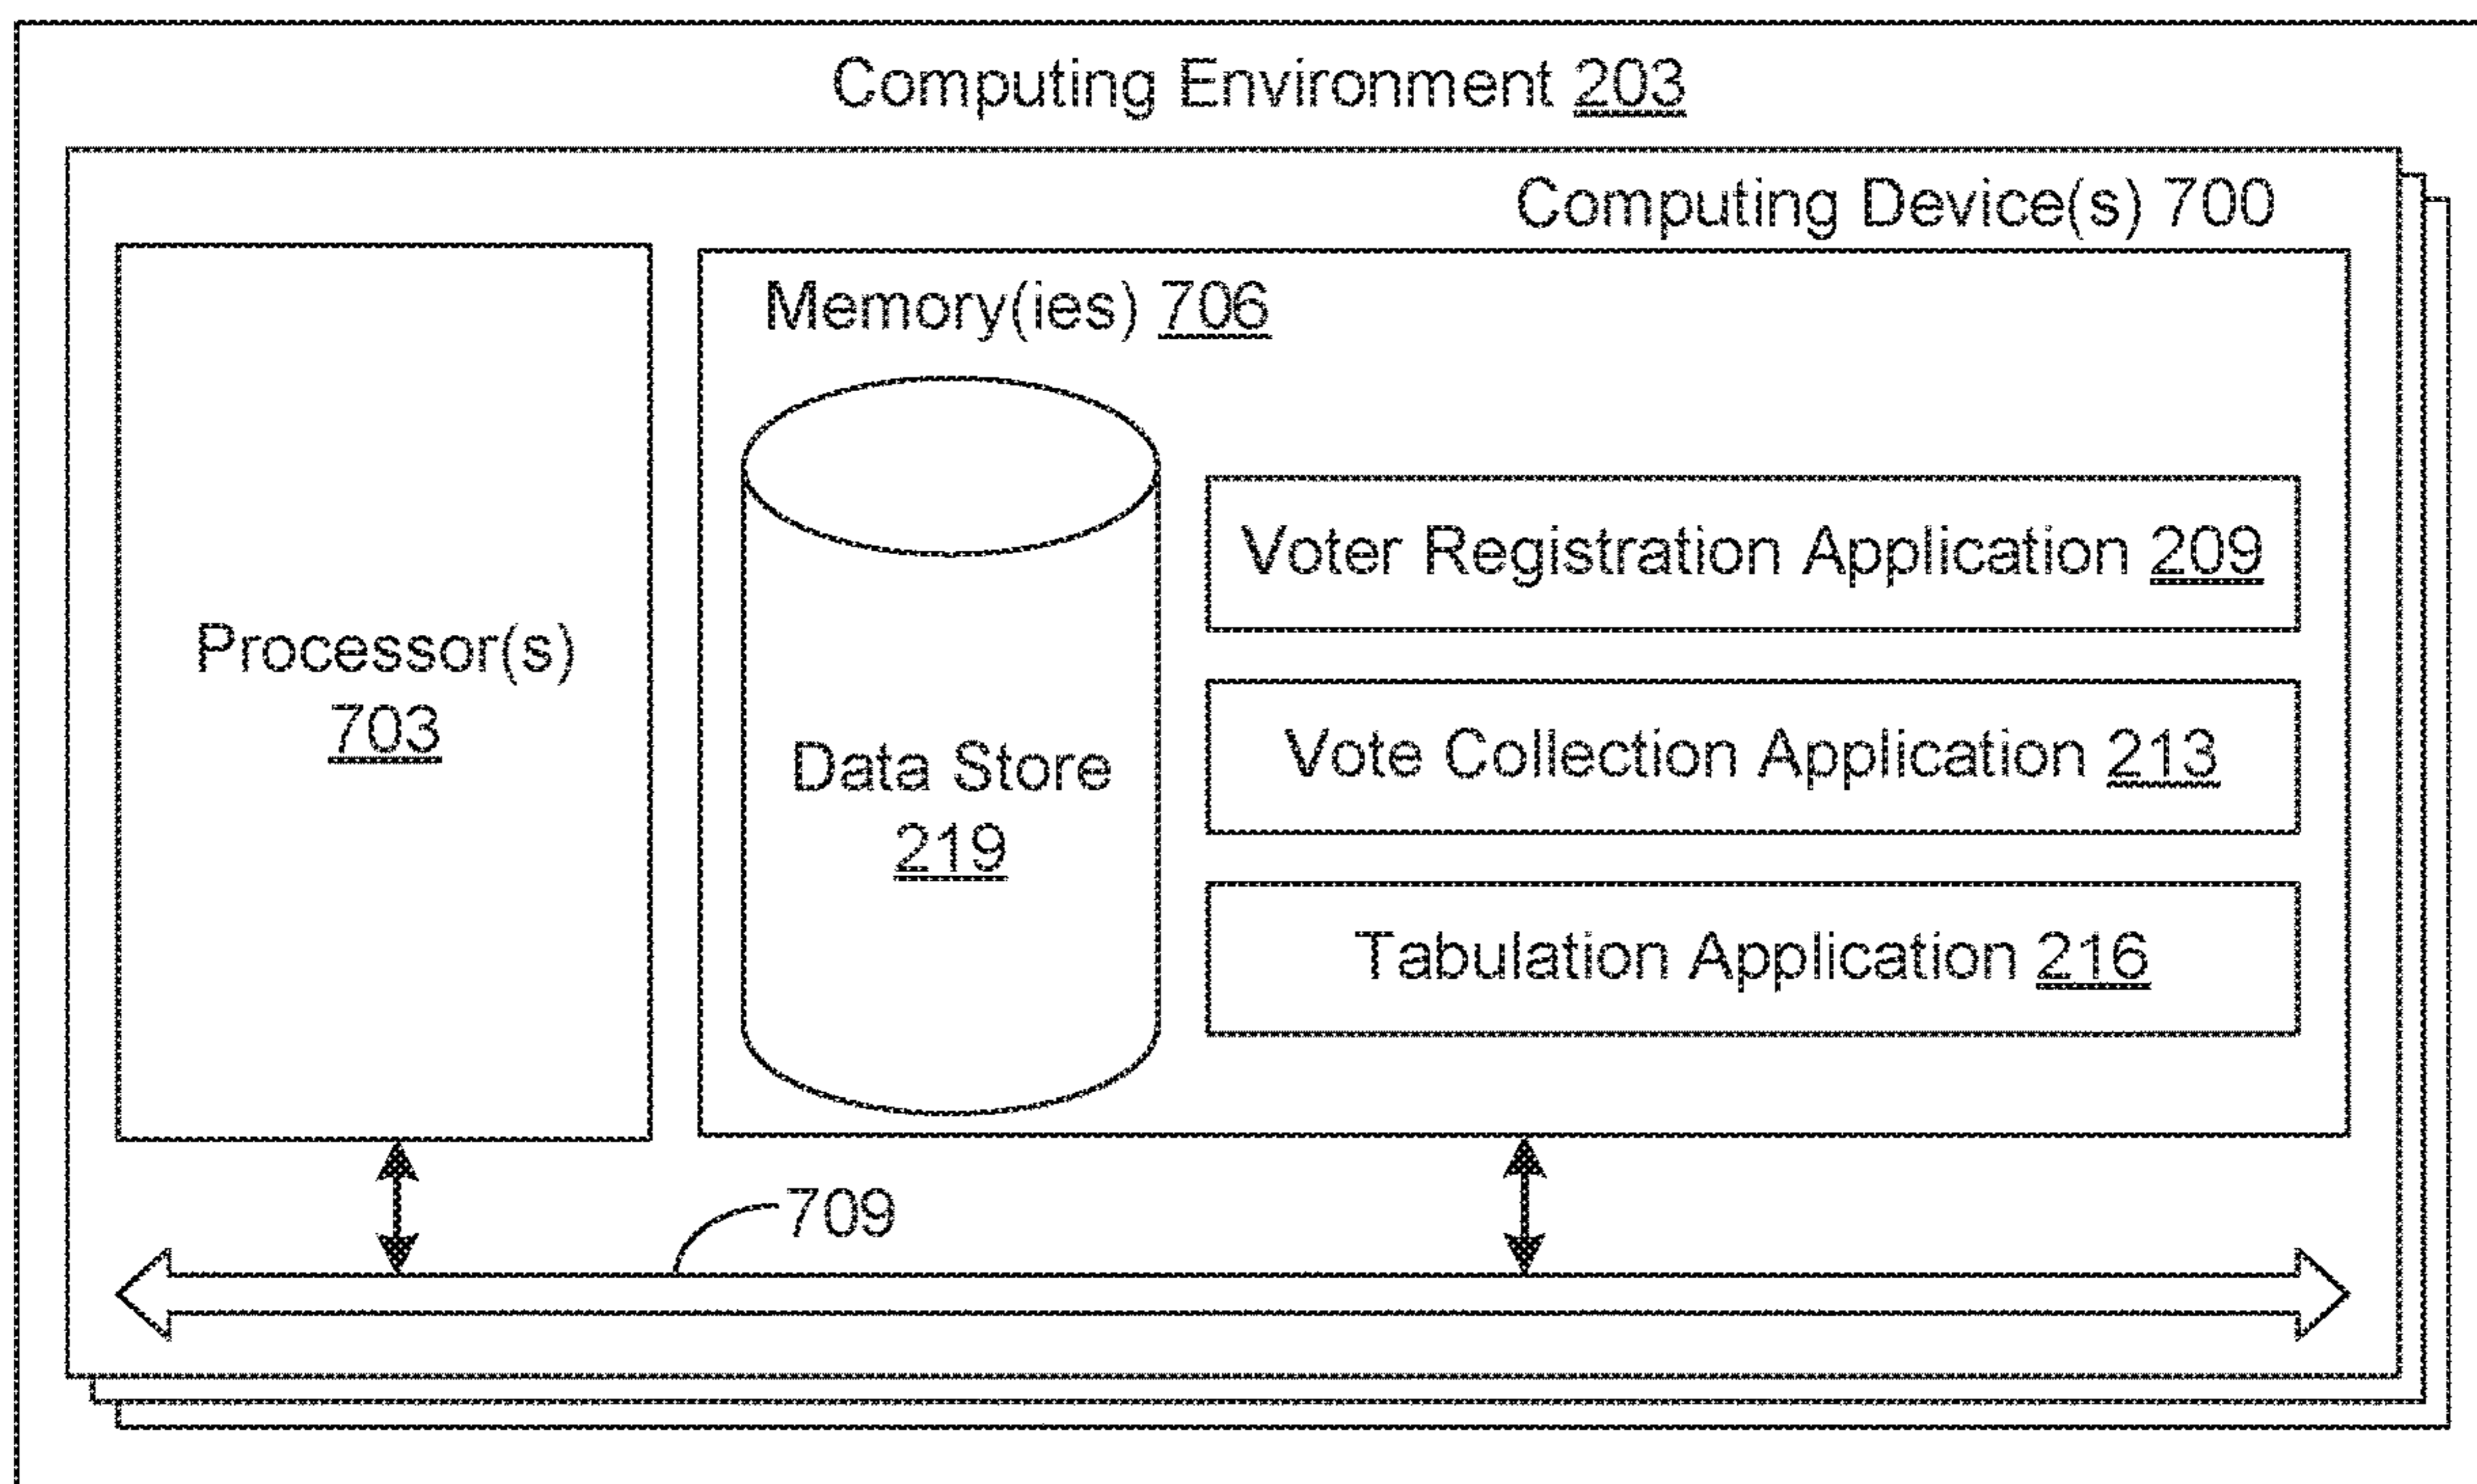 Computing Environment 203
Computing Device(s) 700
Memory(ies) 706
Processor(s)
703
Data Store
219
Voter Registration Application 209
Vote Collection Application 213
Tabulation Application 216
709